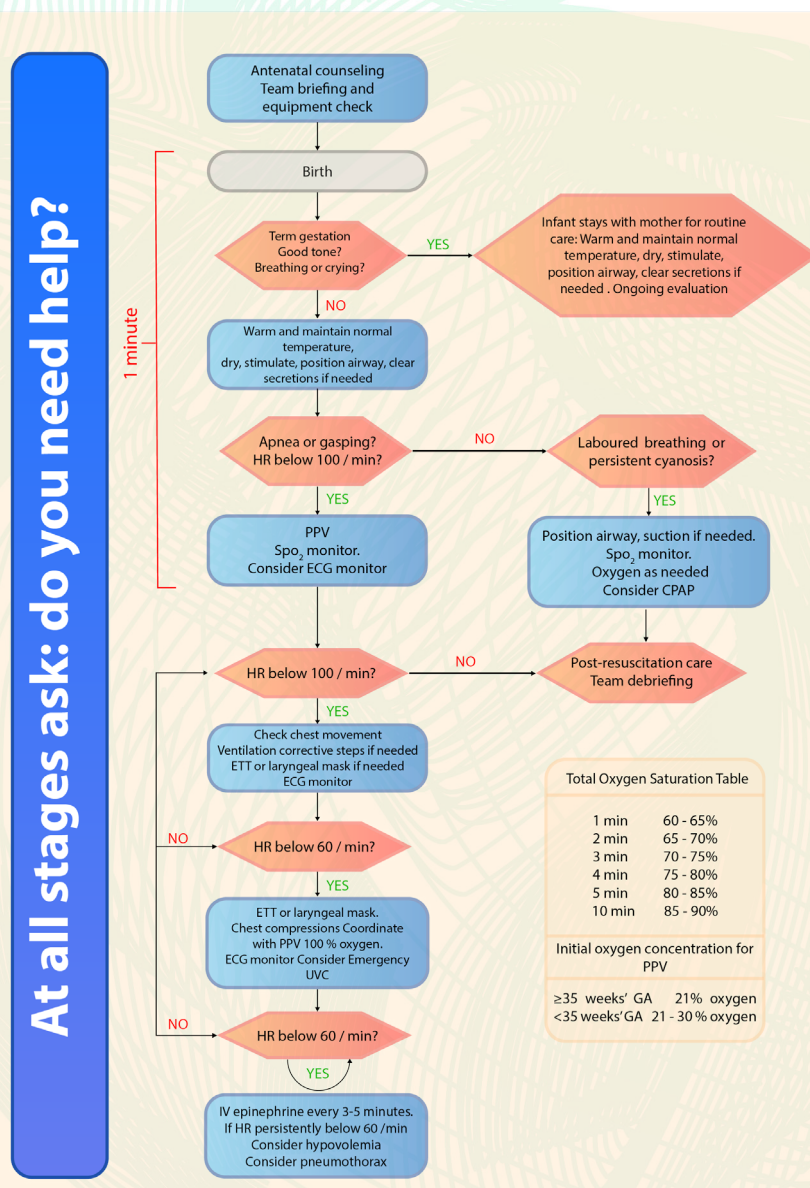 At all stages ask: do you need help?
Antenatal counseling
Team briefing and
equipment check
1 minute
Birth
Term gestation
Good tone?
Breathing or crying?
YES
Infant stays with mother for routine
care: Warm and maintain normal
temperature, dry, stimulate,
position airway, clear secretions if
needed . Ongoing evaluation
NO
Warm and maintain normal
temperature,
dry, stimulate, position airway, clear
secretions if needed
Apnea or gasping?
HR below 100 / min?
NO
Laboured breathing or
persistent cyanosis?
YES
YES
PPV
Spo2 monitor.
Consider ECG monitor
Position airway, suction if needed.
Spo2 monitor.
Oxygen as needed
Consider CPAP
HR below 100 / min?
NO
Post-resuscitation care
Team debriefing
YES
Check chest movement
Ventilation corrective steps if needed
ETT or laryngeal mask if needed
ECG monitor
NO
HR below 60 / min?
YES
ETT or laryngeal mask.
Chest compressions Coordinate
with PPV 100 % oxygen.
ECG monitor Consider Emergency
UVC
NO
HR below 60 / min?
YES
IV epinephrine every 3-5 minutes.
If HR persistently below 60 /min
Consider hypovolemia
Consider pneumothorax
Total Oxygen Saturation Table
1 min 60 - 65%
2 min 65 - 70%
3 min 70 - 75%
4 min 75 - 80%
5 min 80 - 85%
10 min 85 - 90%
Initial oxygen concentration for
PPV
≥35 weeks' GA 21% oxygen
<35 weeks'GA 21 - 30 % oxygen